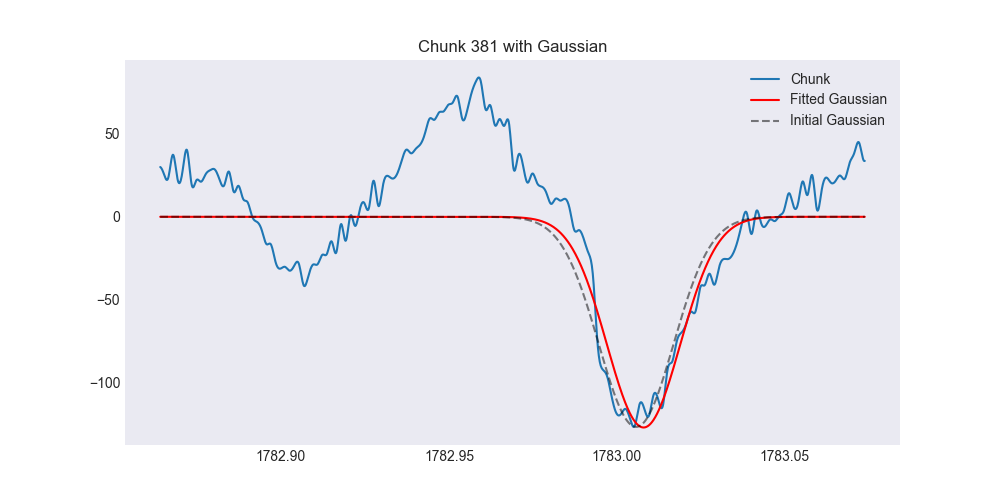 Chunk 381 with Gaussian
Chunk
Fitted Gaussian
Initial Gaussian
50
0
−50
−100
1782.90
1782.95
1783.00
1783.05